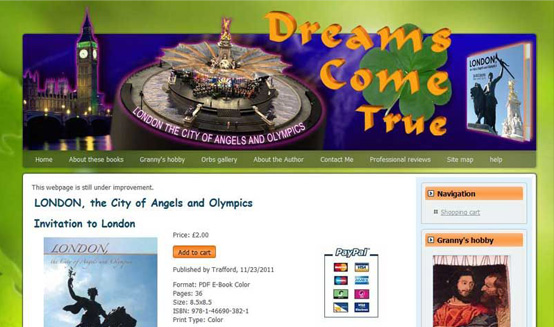 Dreams
Come
True
LONDON THE CITY OF ANGELS AND OLYMPICS
LONDON,
Home
About these books
Granny's hobby
Orbs gallery
About the Author
Contact Me
Professional reviews
Site map
help
This webpage is still under improvement.
LONDON, the City of Angels and Olympics
Invitation to London
LONDON,
the City of Angels and Olympics
Price: £2.00
Add to cart
Published by Trafford, 11/23/2011
Format: PDF E-Book Color
Pages: 36
Size: 8.5x8.5
ISBN: 978-1-46690-382-1
Print Type: Color
PayPal
VISA
Navigation
Shopping cart
Granny's hobby